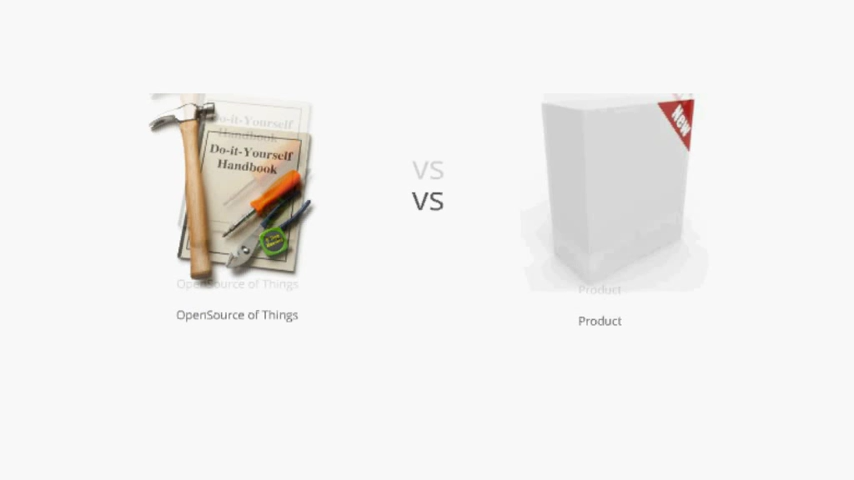 Do-it-Yourself
Handbook
Do-it-Yourself
Handbook
New
VS
VS
OpenSource of Things
Product
OpenSource of Things
Product